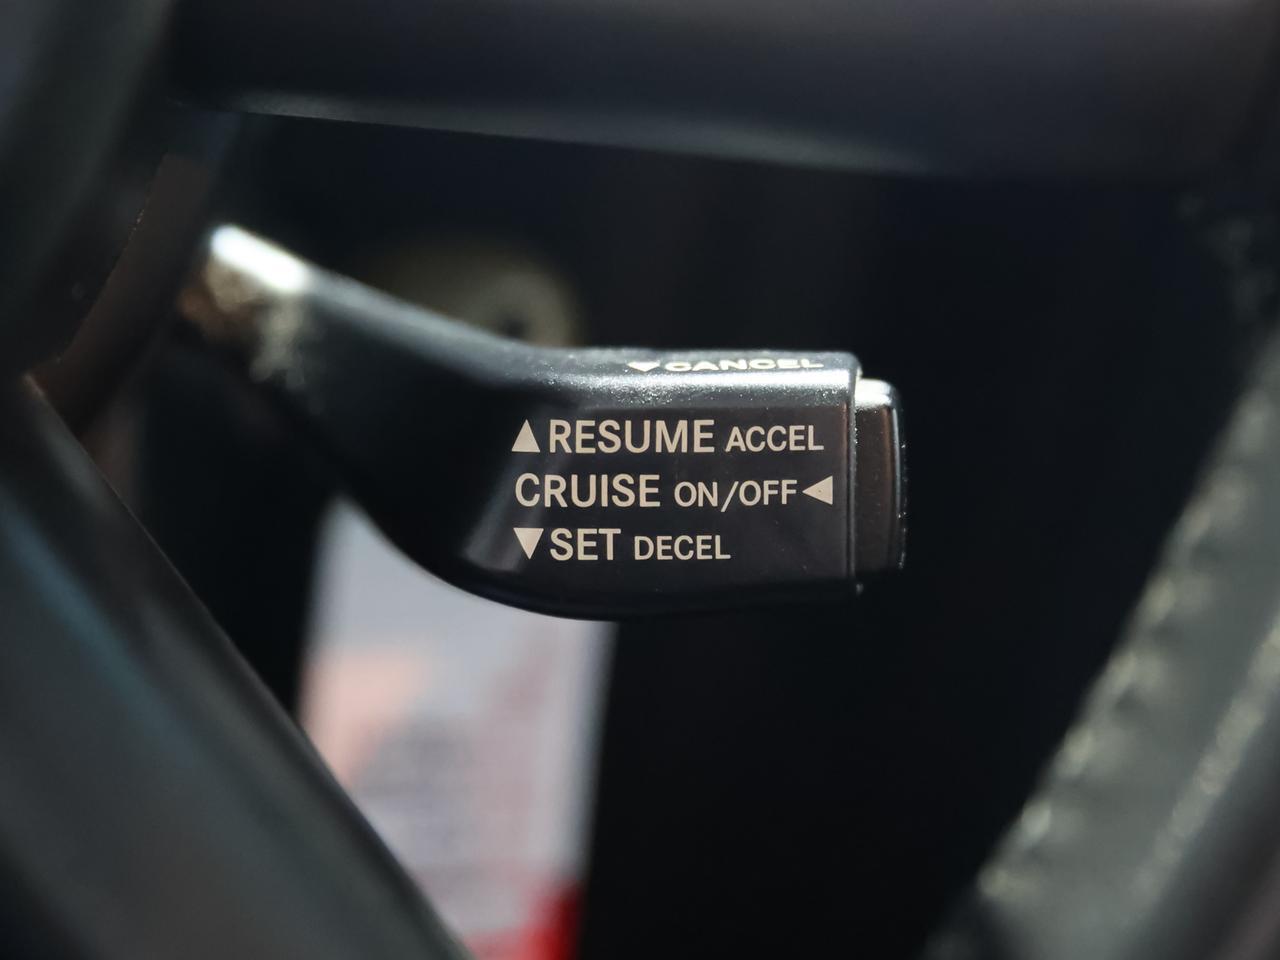 ▼CANCEL
▲RESUME ACCEL
CRUISE ON/OFF◀
▼SET DECEL